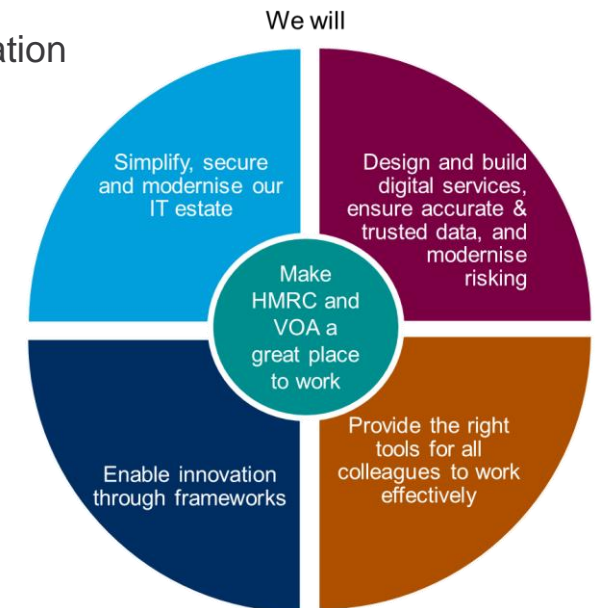 We will
Simplify, secure
and modernise our
IT estate
Design and build
digital services,
ensure accurate &
trusted data, and
modernise
risking
Make
HMRC and
VOA a
great place
to work
Enable innovation
through frameworks
Provide the right
tools for all
colleagues to work
effectively